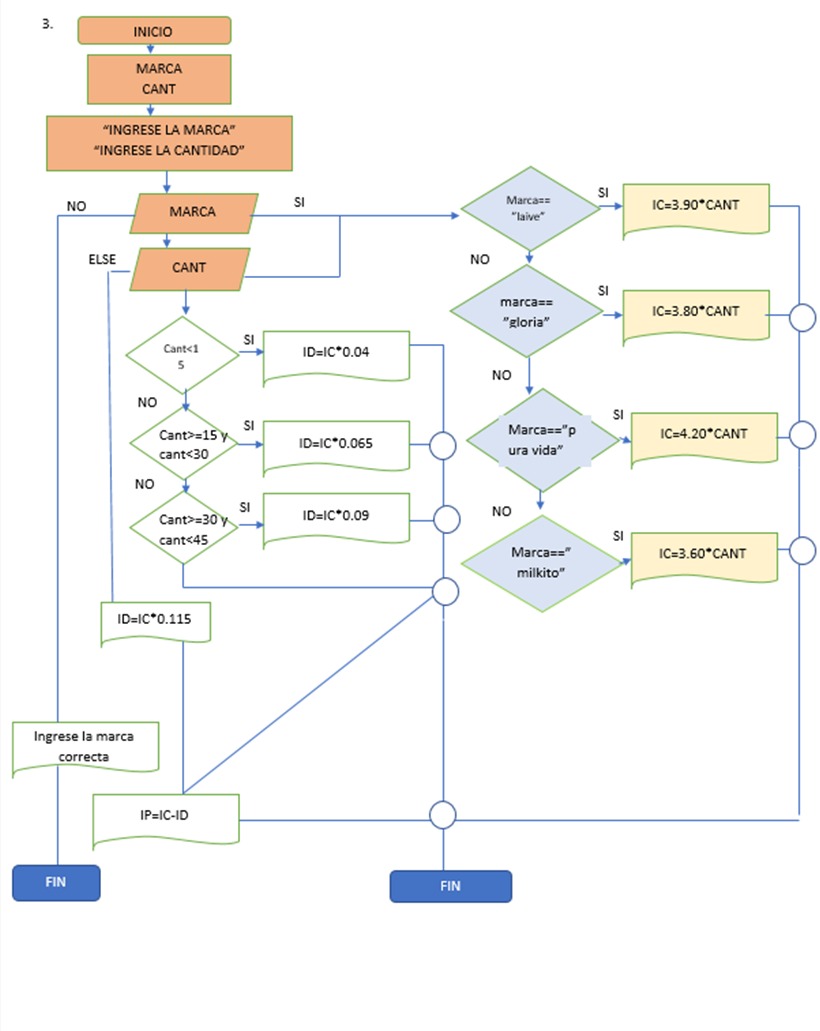 3.
INICIO
MARCA
CANT
"INGRESE LA MARCA"
"INGRESE LA CANTIDAD"
NO
MARCA
SI
ELSE
CANT
Cant<1
5
SI
ID=IC*0.04
NO
Cant>=15 y
cant<30
SI
ID=IC*0.065
NO
Cant>=30 y
cant<45
SI
ID=IC*0.09
ID=IC*0.115
Ingrese la marca
correcta
IP=IC-ID
FIN
FIN
Marca==
"laive"
SI
IC=3.90*CANT
NO
marca==
"gloria"
SI
IC=3.80*CANT
NO
Marca=="p
ura vida"
SI
IC=4.20*CANT
NO
Marca=="
milkito"
SI
IC=3.60*CANT